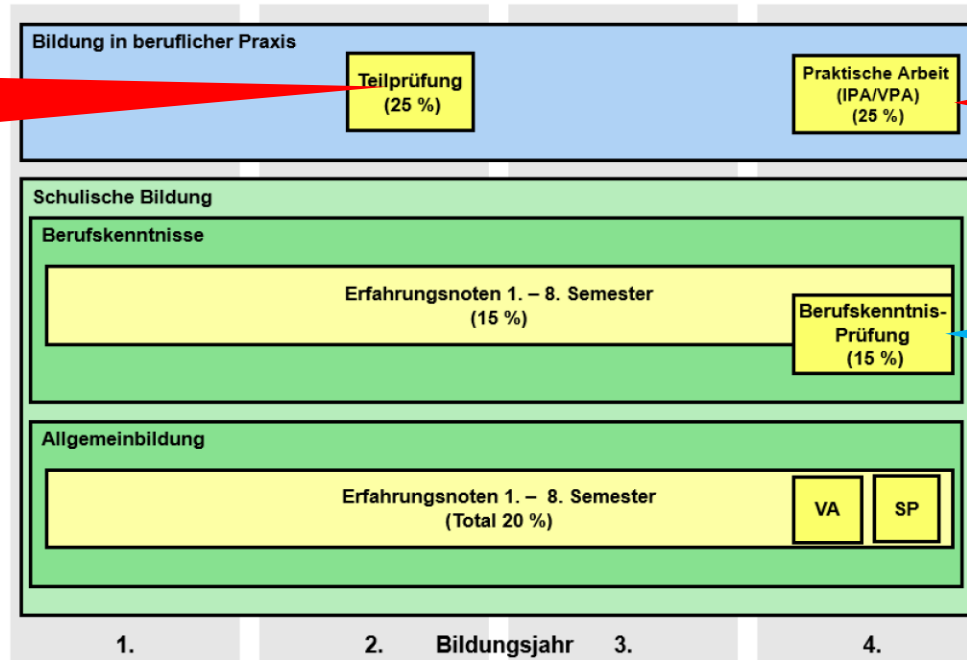 Bildung in beruflicher Praxis
Teilprüfung
(25 %)
Praktische Arbeit
(IPA/VPA)
(25 %)
Schulische Bildung
Berufskenntnisse
Erfahrungsnoten 1. – 8. Semester
(15 %)
Berufskenntnis-
Prüfung
(15 %)
Allgemeinbildung
Erfahrungsnoten 1. – 8. Semester
(Total 20 %)
VA
SP
1. 2. Bildungsjahr 3. 4.